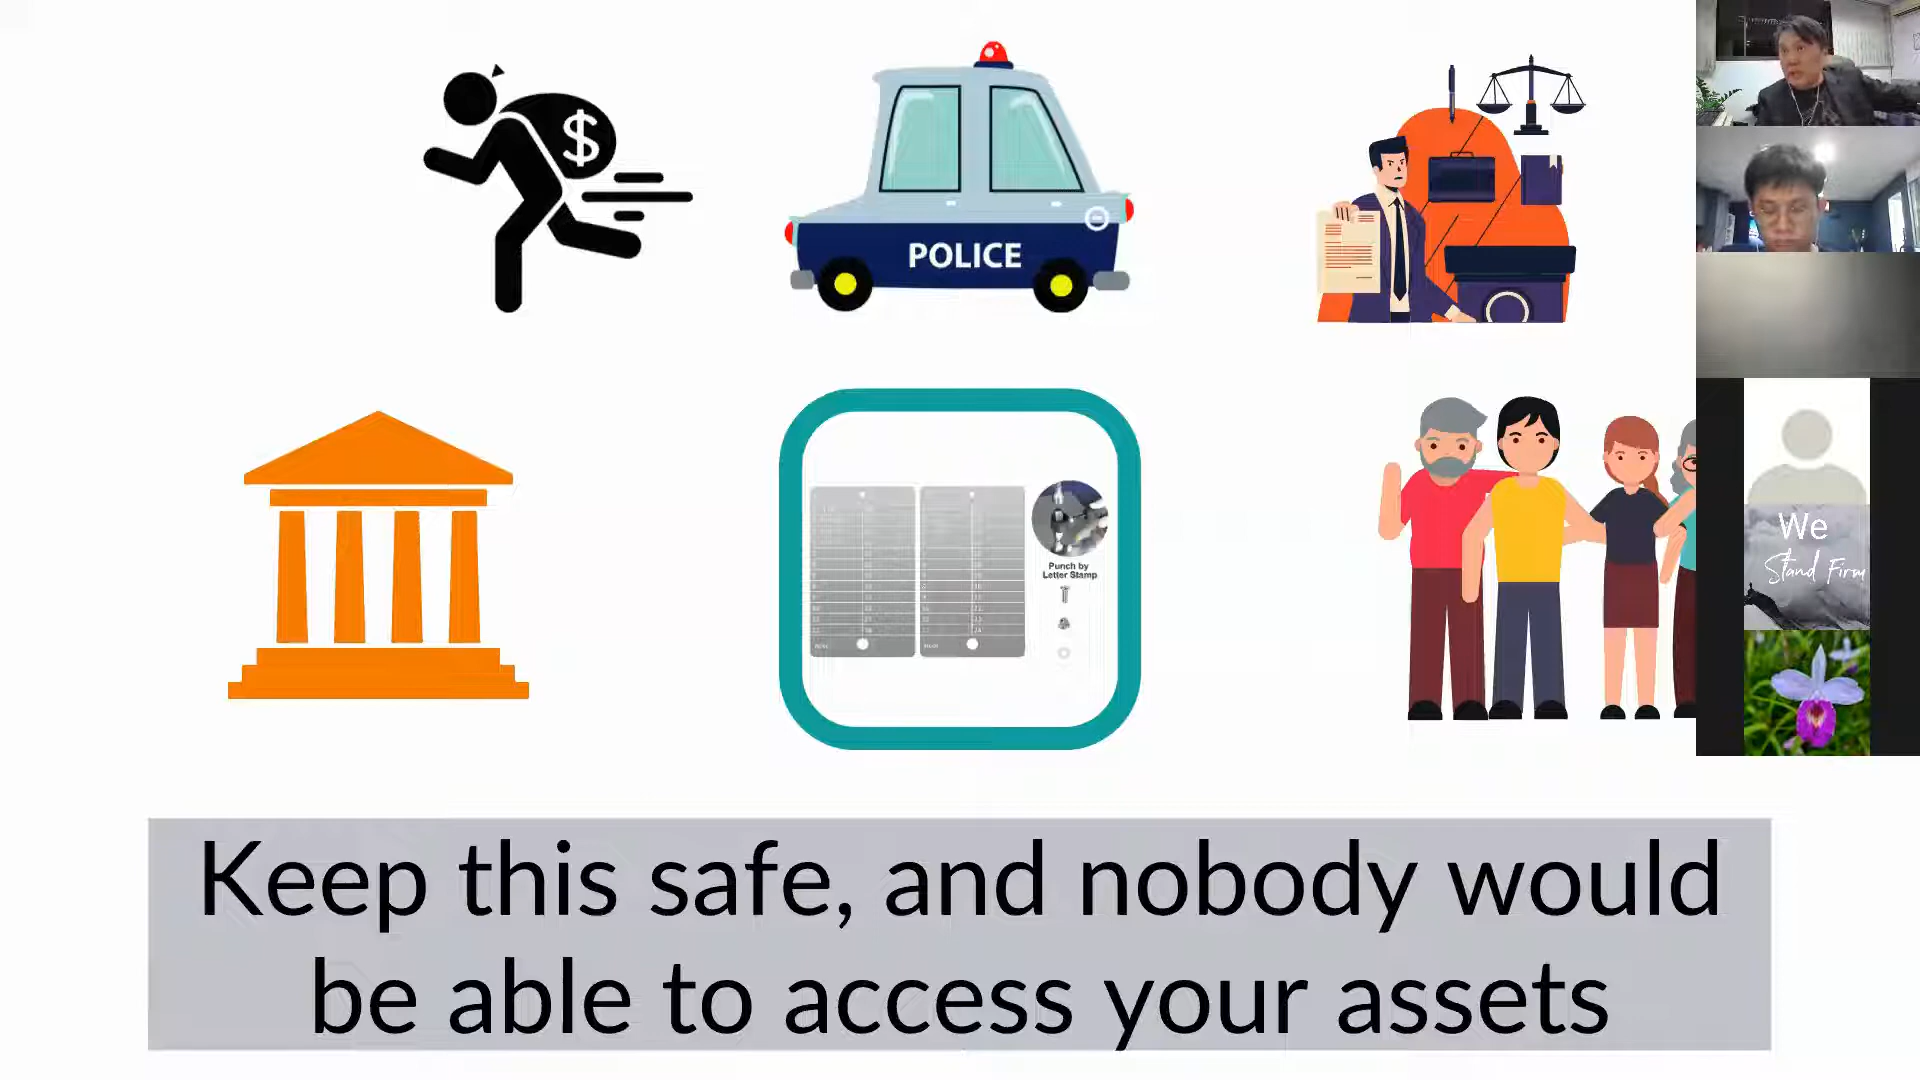 $
POLICE
Punch by
Letter Stamp
We
Stand Firm
Keep this safe, and nobody would
be able to access your assets